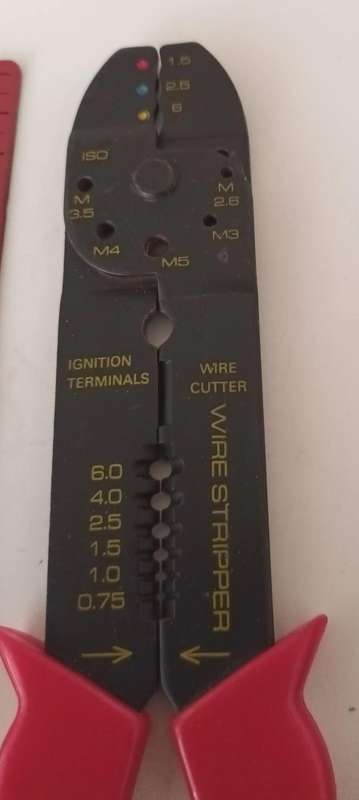 1.5
2.5
6
ISO
M
3.5
M
2.6
M4
M3
M5
IGNITION
TERMINALS
WIRE
CUTTER
WIRE STRIPPER
6.0
4.0
2.5
1.5
1.0
0.75